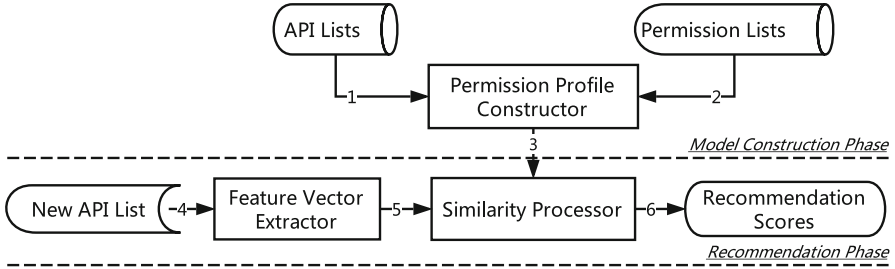 API Lists
Permission Lists
1
Permission Profile
Constructor
2
3
Model Construction Phase
New API List
4
Feature Vector
Extractor
5
Similarity Processor
6
Recommendation
Scores
Recommendation Phase